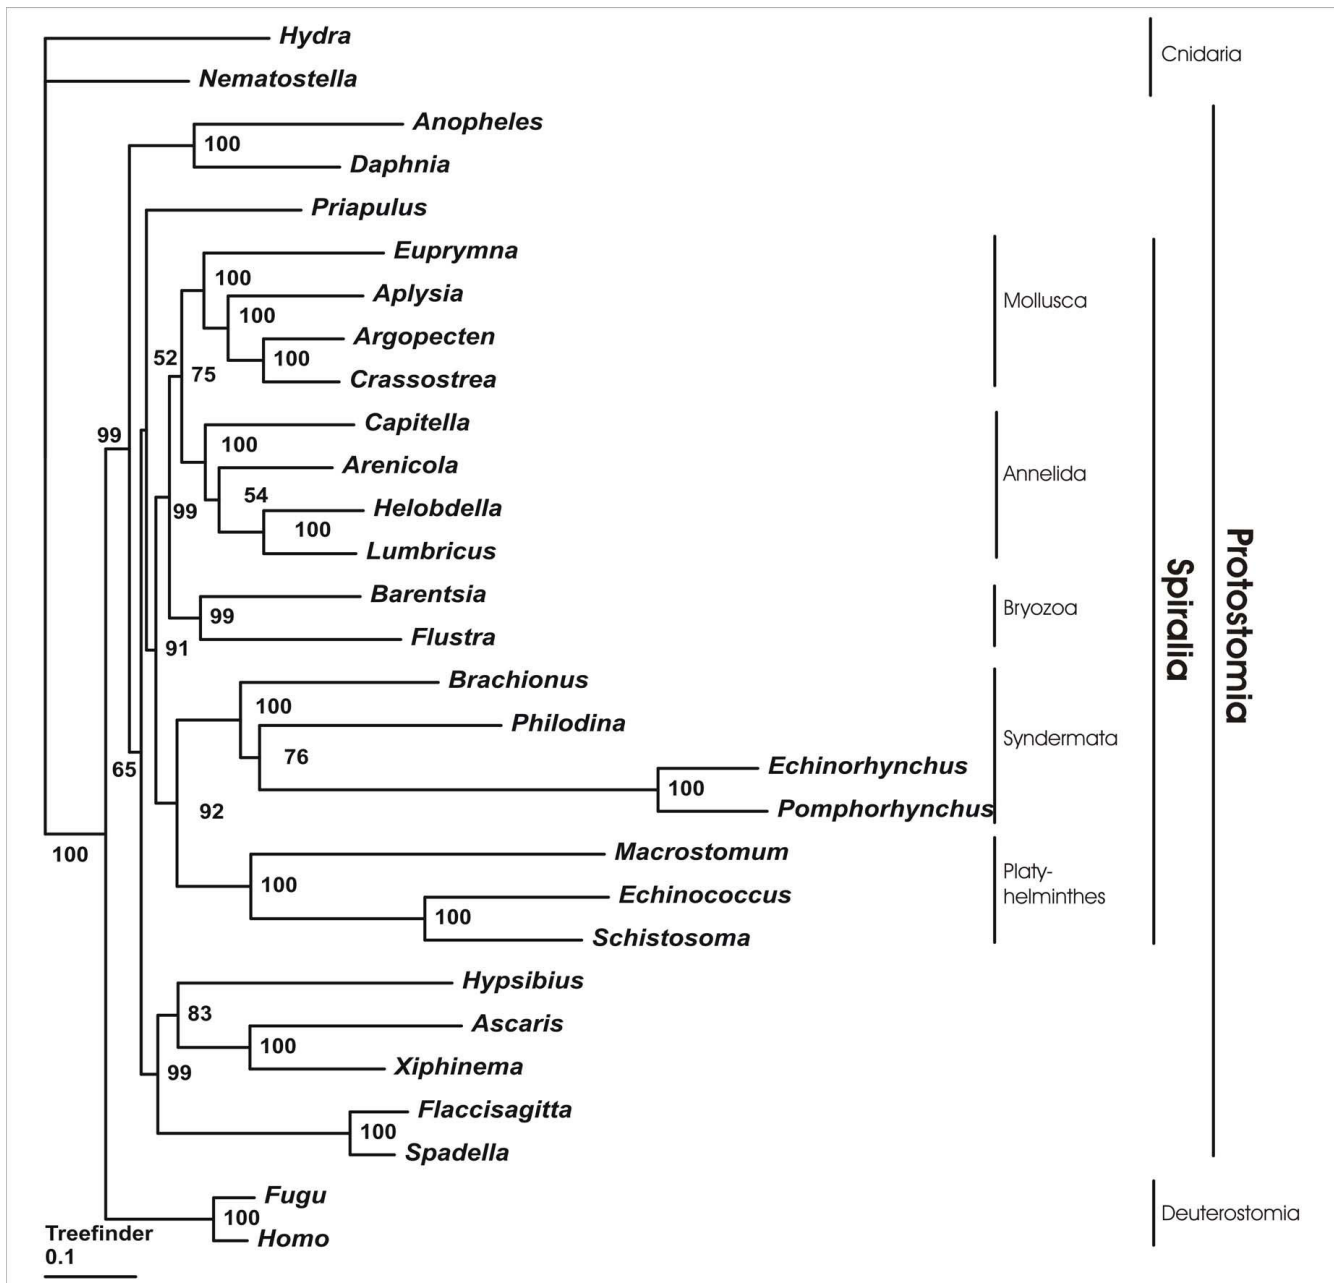 Hydra
Cnidaria
Nematostella
Anopheles
100
Daphnia
Priapulus
Euprymna
100
Aplysia
Mollusca
100
Argopecten
52
100
75
Crassostrea
Capitella
99
100
Arenicola
Annelida
54
Helobdella
99
100
Lumbricus
Barentsia
Bryozoa
99
Flustra
91
Brachionus
100
Philodina
Syndermata
76
65
Echinorhynchus
100
Pomphorhynchus
92
Macrostomum
100
100
Platy-
helminthes
Echinococcus
100
Schistosoma
Spiralia
Protostomia
Hypsibius
83
Ascaris
100
Xiphinema
99
Flaccisagitta
100
Spadella
Fugu
100
Deuterostomia
Homo
Treefinder
0.1